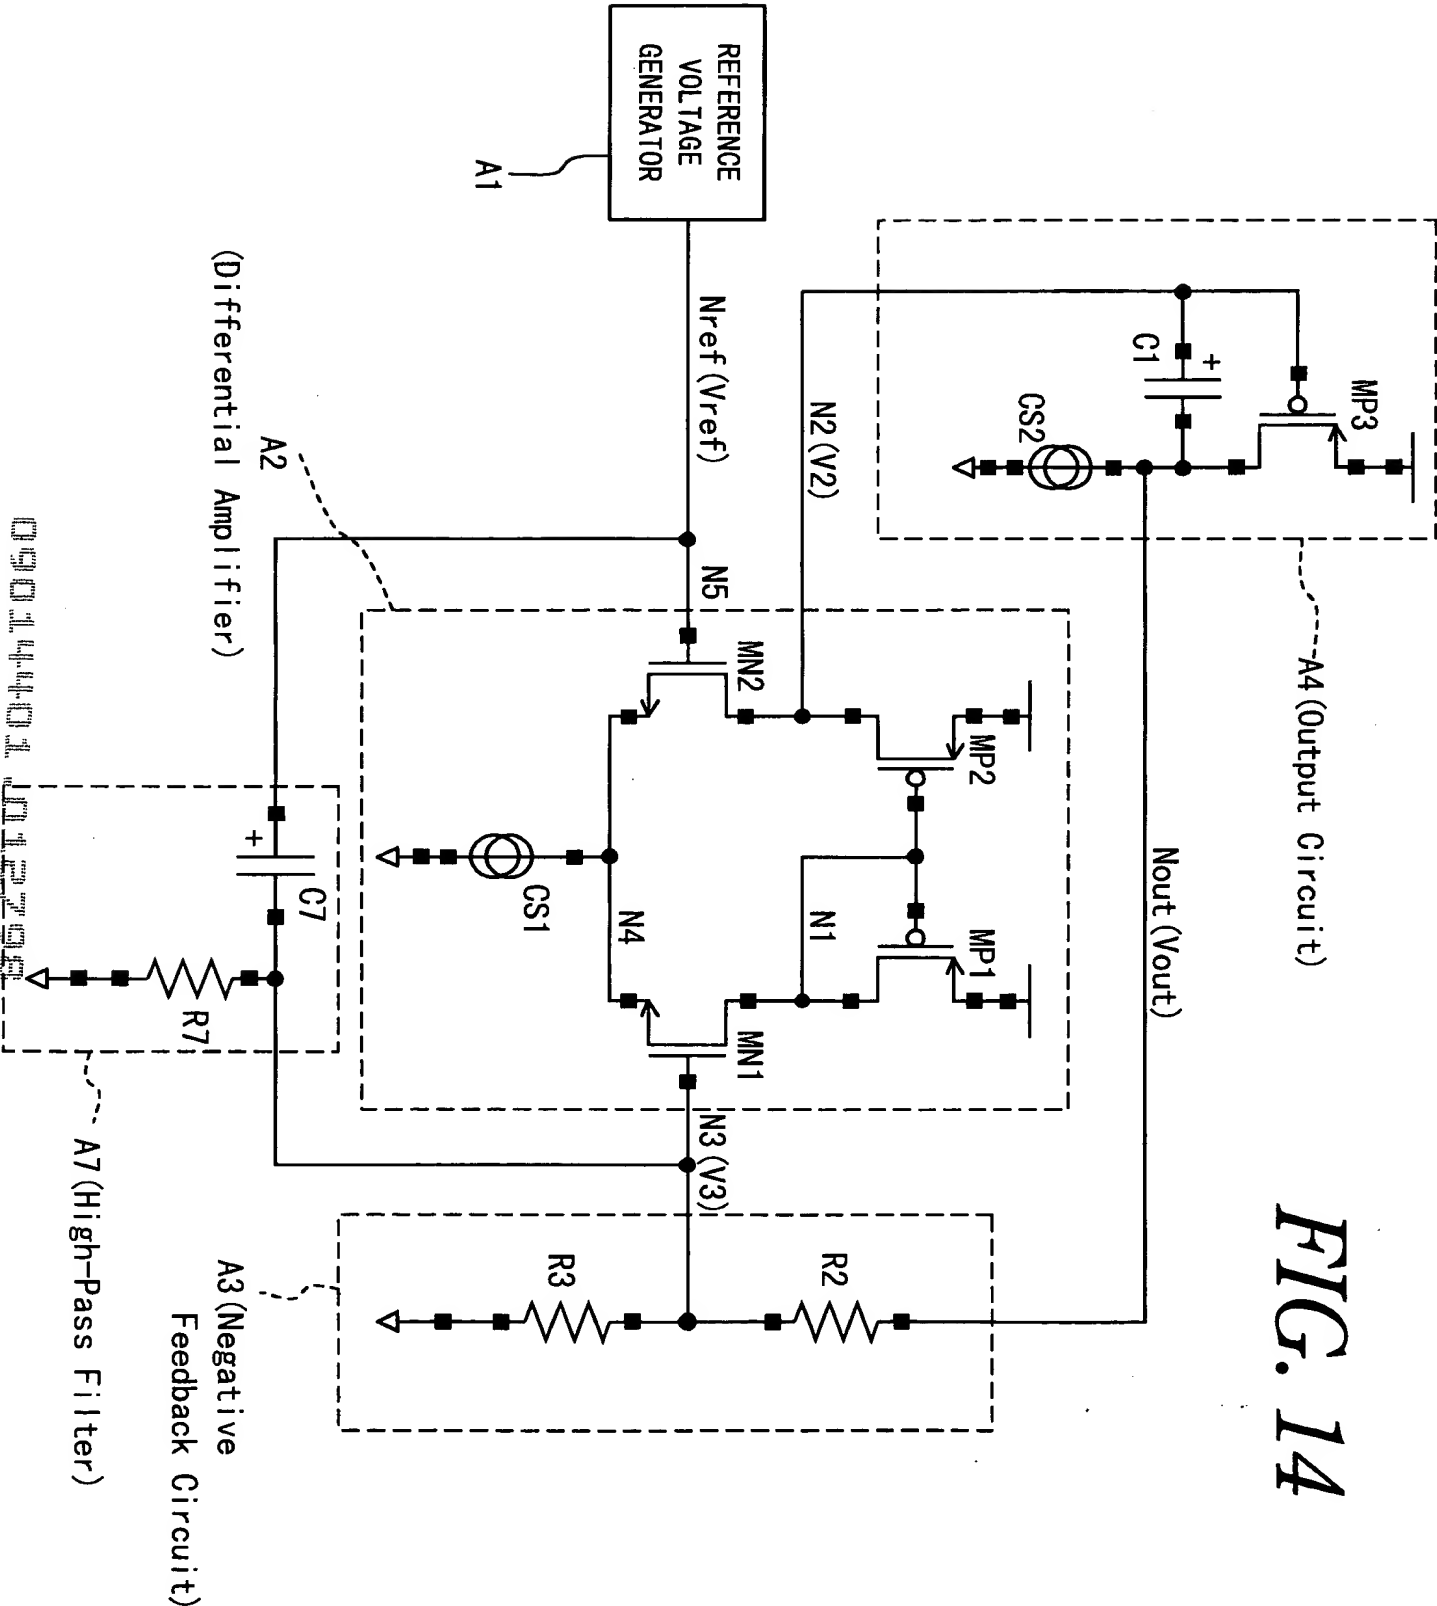 FIG. 14
A4(Output Circuit)
MP3
C1
+
CS2
Nout(Vout)
N2(V2)
REFERENCE
VOLTAGE
GENERATOR
A1
Nref(Vref)
N5
MN2
MP2
MP1
N1
MN1
N3(V3)
R2
R3
N4
CS1
A2
(Differential Amplifier)
C7
+
R7
A3(Negative
Feedback Circuit)
A7(High-Pass Filter)
09014401.012798